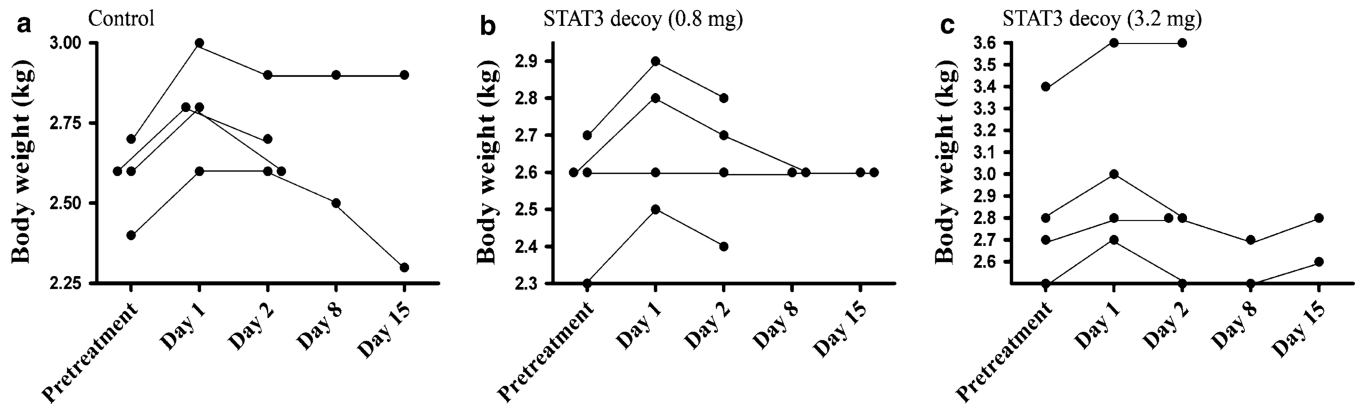 a Control
Body weight (kg)
3.00
2.75
2.50
2.25
Pretreatment
Day 1
Day 2
Day 8
Day 15
b STAT3 decoy (0.8 mg)
Body weight (kg)
2.9
2.8
2.7
2.6
2.5
2.4
2.3
Pretreatment
Day 1
Day 2
Day 8
Day 15
c STAT3 decoy (3.2 mg)
Body weight (kg)
3.6
3.5
3.4
3.3
3.2
3.1
3.0
2.9
2.8
2.7
2.6
Pretreatment
Day 1
Day 2
Day 8
Day 15